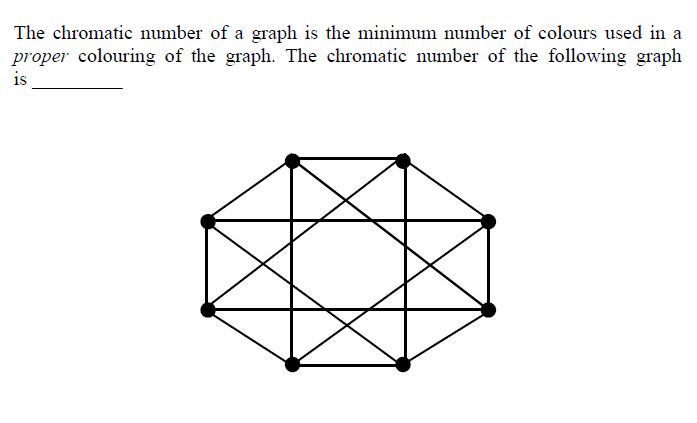 The chromatic number of a graph is the minimum number of colours used in a
proper colouring of the graph. The chromatic number of the following graph
is __________